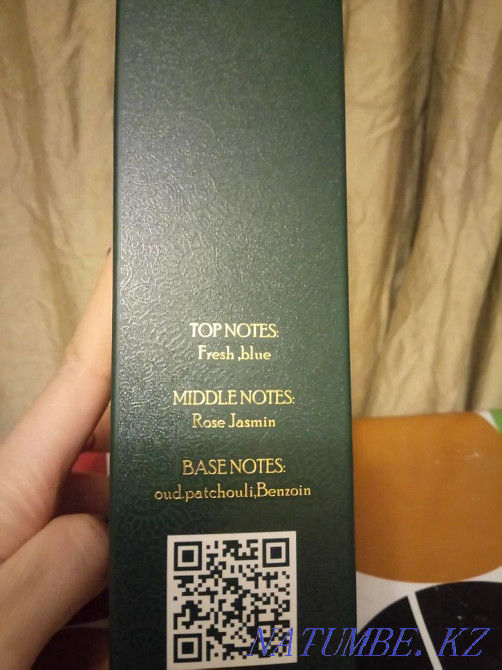 TOP NOTES:
Fresh ,blue
MIDDLE NOTES:
Rose Jasmin
BASE NOTES:
oud.patchouli,Benzoin
NATUMBE. KZ